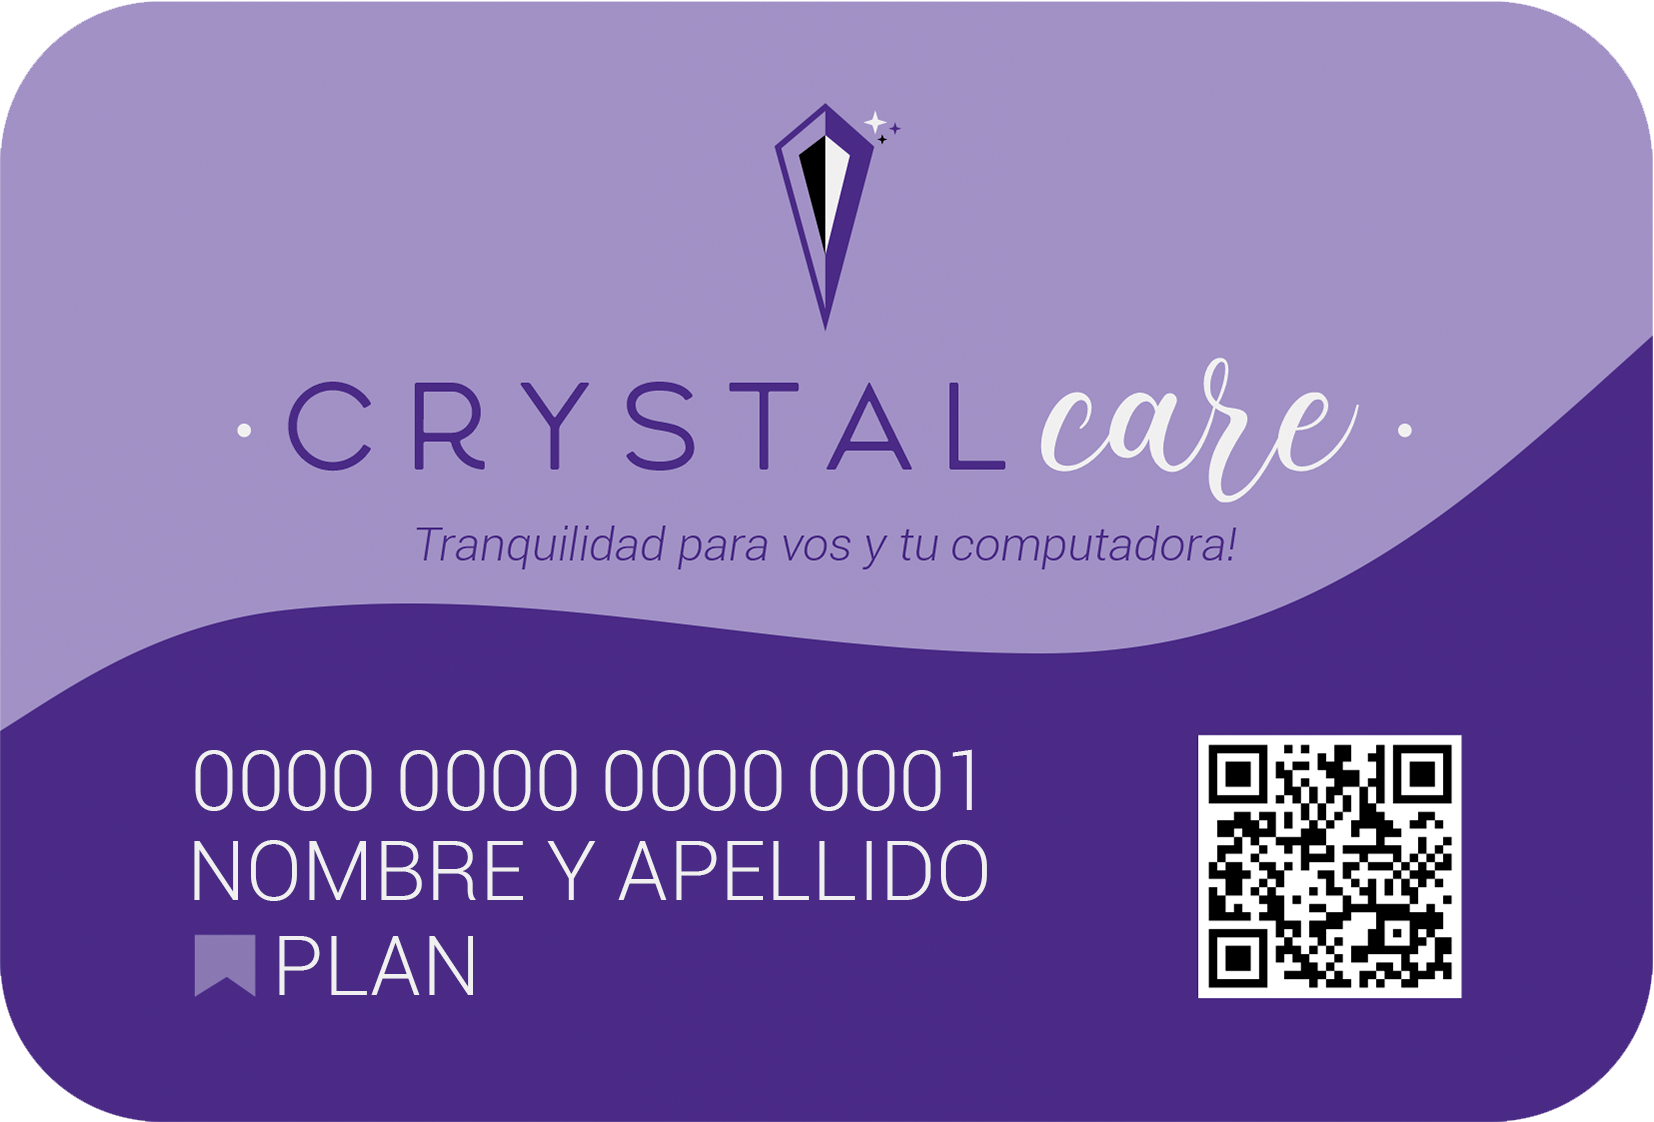 CRYSTAL care
Tranquilidad para vos y tu computadora!
0000 0000 0000 0001
NOMBRE Y APELLIDO
PLAN